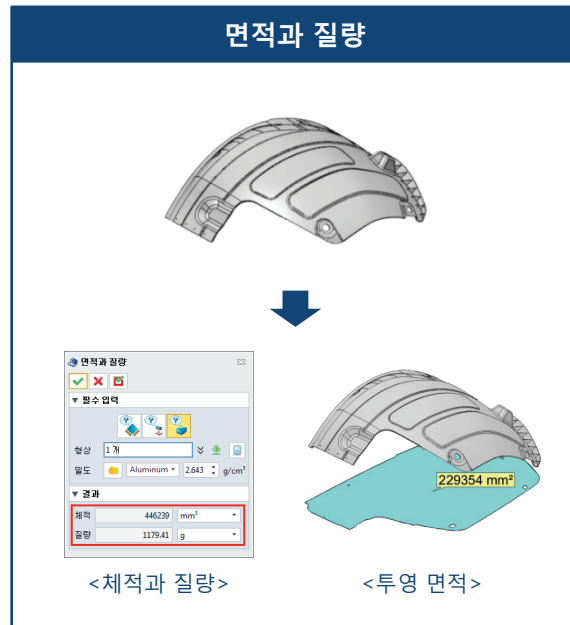 면적과 질량
면적과 질량
▼ 필수 입력
형상 1 개
밀도 Aluminum 2.643 g/cm³
▼ 결과
체적 446239 mm³
질량 1179.41 g
229354 mm²
<체적과 질량>
<투영 면적>